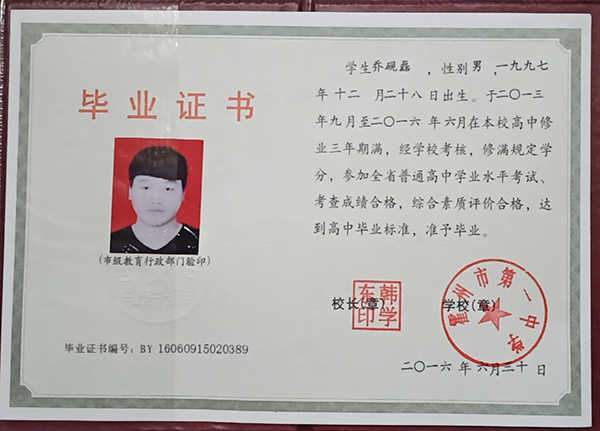 毕业证书
(市级教育行政部门验印)
毕业证书编号: BY 16060915020389
学生乔砚磊 ，性别男，一九九七
年十二 月二十八日出生。于二〇一三
年九月至二〇一六 年六月在本校高中修
业三年期满，经学校考核，修满规定学
分，参加全省普通高中学业水平考试、
考查成绩合格，综合素质评价合格，达
到高中毕业标准，准予毕业。
校长(章)
韩学东印
学校(章)
霍州市第一中学
二〇一六 年 六月三十日